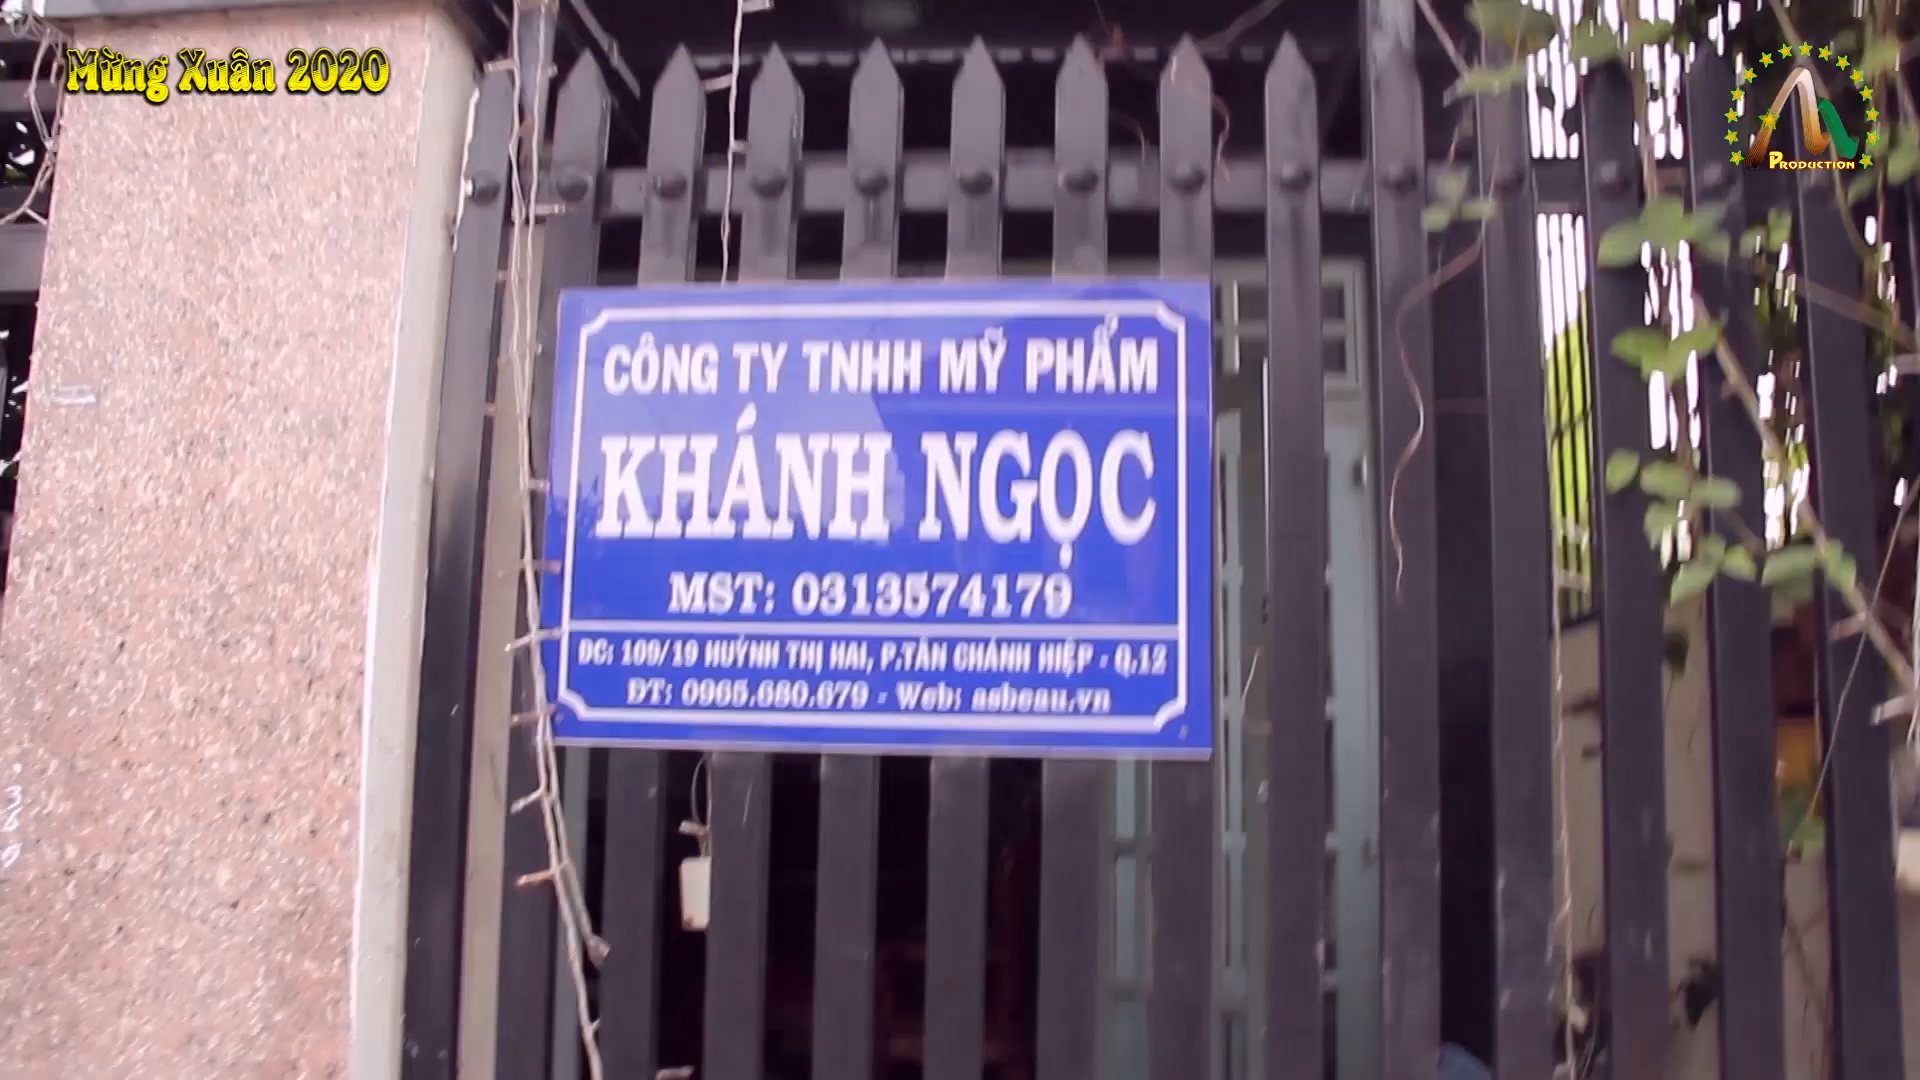 Mừng Xuân 2020
PRODUCTION
CÔNG TY TNHH MỸ PHẨM
KHÁNH NGỌC
MST: 0313574179
ĐC: 109/19 HUỲNH THỊ HAI, P.TÂN CHÁNH HIỆP - Q.12
ĐT: 0965.680.679 - Web: asbeau.vn